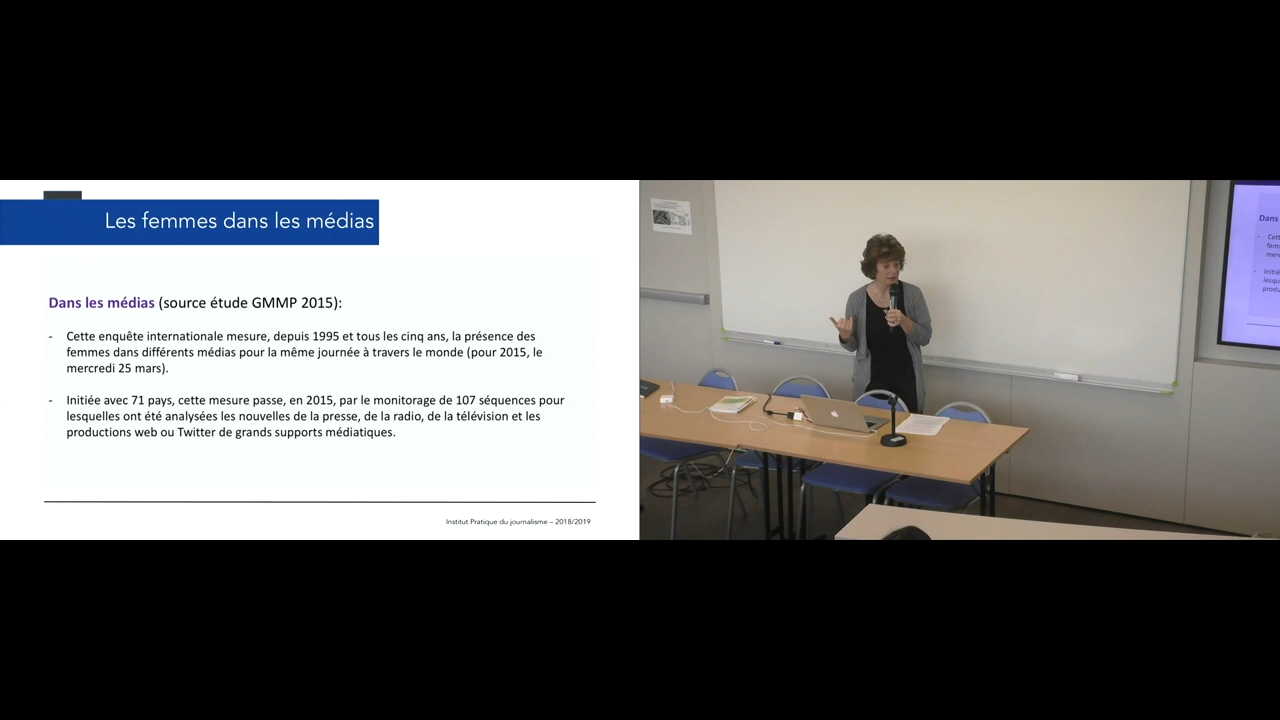 Les femmes dans les médias
Dans les médias (source étude GMMP 2015):
- Cette enquête internationale mesure, depuis 1995 et tous les cinq ans, la présence des
femmes dans différents médias pour la même journée à travers le monde (pour 2015, le
mercredi 25 mars).
- Initiée avec 71 pays, cette mesure passe, en 2015, par le monitorage de 107 séquences pour
lesquelles ont été analysées les nouvelles de la presse, de la radio, de la télévision et les
productions web ou Twitter de grands supports médiatiques.
Institut Pratique du journalisme – 2018/2019
Dans